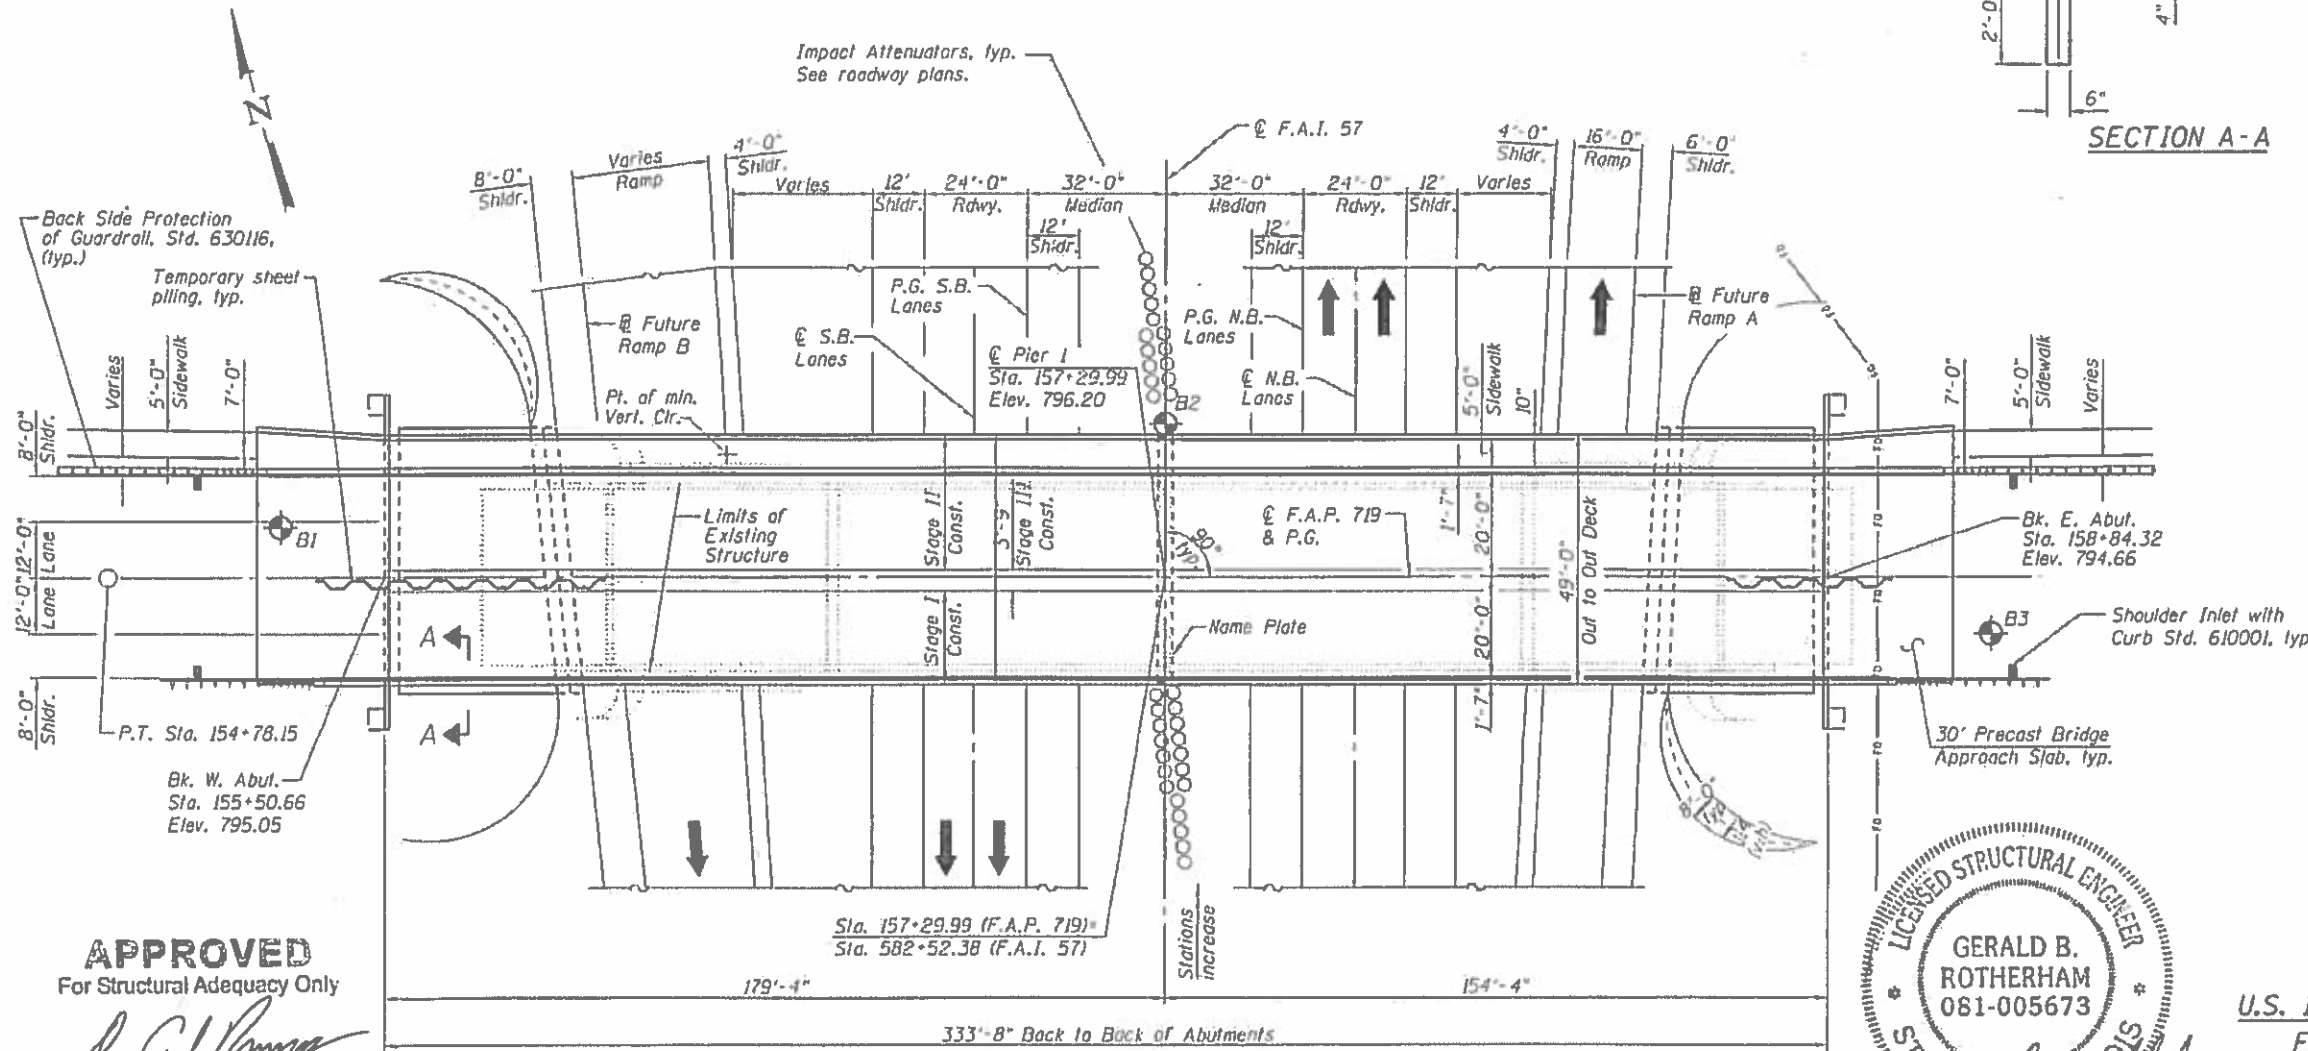 2'-0
4"
6"
SECTION A-A
N
Impact Attenuators, typ.
See roadway plans.
℄ F.A.I. 57
8'-0"
Shldr.
Varies
Ramp
4'-0"
Shldr.
Varies
12'
Shldr.
24'-0"
Rdwy.
32'-0"
Median
12'
Shldr.
32'-0"
Median
12'
Shldr.
24'-0"
Rdwy.
12'
Shldr.
Varies
4'-0"
Shldr.
16'-0"
Ramp
6'-0"
Shldr.
Back Side Protection
of Guardrail, Std. 630116,
(typ.)
Temporary sheet
piling, typ.
Future
Ramp B
℄ S.B.
Lanes
P.G. S.B.
Lanes
℄ Pier 1
Sta. 157+29.99
Elev. 796.20
P.G. N.B.
Lanes
℄ N.B.
Lanes
Future
Ramp A
Varies
5'-0"
Sidewalk
7'-0"
8'-0"
Shldr.
Pt. of min.
Vert. Clr.
B2
5'-0"
Sidewalk
10"
7'-0"
5'-0"
Sidewalk
Varies
B1
12'-0"
Lane
12'-0"
Lane
Limits of
Existing
Structure
Stage II
Const.
Stage III
Const.
90°
typ.
℄ F.A.P. 719
& P.G.
1'-7"
20'-0"
20'-0"
1'-7"
49'-0"
Out to Out Deck
Bk. E. Abut.
Sta. 158+84.32
Elev. 794.66
A
A
Stage I
Const.
Name Plate
B3
Shoulder Inlet with
Curb Std. 610001, typ
8'-0"
Shldr.
P.T. Sta. 154+78.15
30' Precast Bridge
Approach Slab, typ.
Bk. W. Abut.
Sta. 155+50.66
Elev. 795.05
8'-0"
Sta. 157+29.99 (F.A.P. 719)=
Sta. 582+52.38 (F.A.I. 57)
Stations
Increase
APPROVED
For Structural Adequacy Only
179'-4"
154'-4"
333'-8" Back to Back of Abutments
LICENSED STRUCTURAL ENGINEER
GERALD B.
ROTHERHAM
081-005673
U.S.